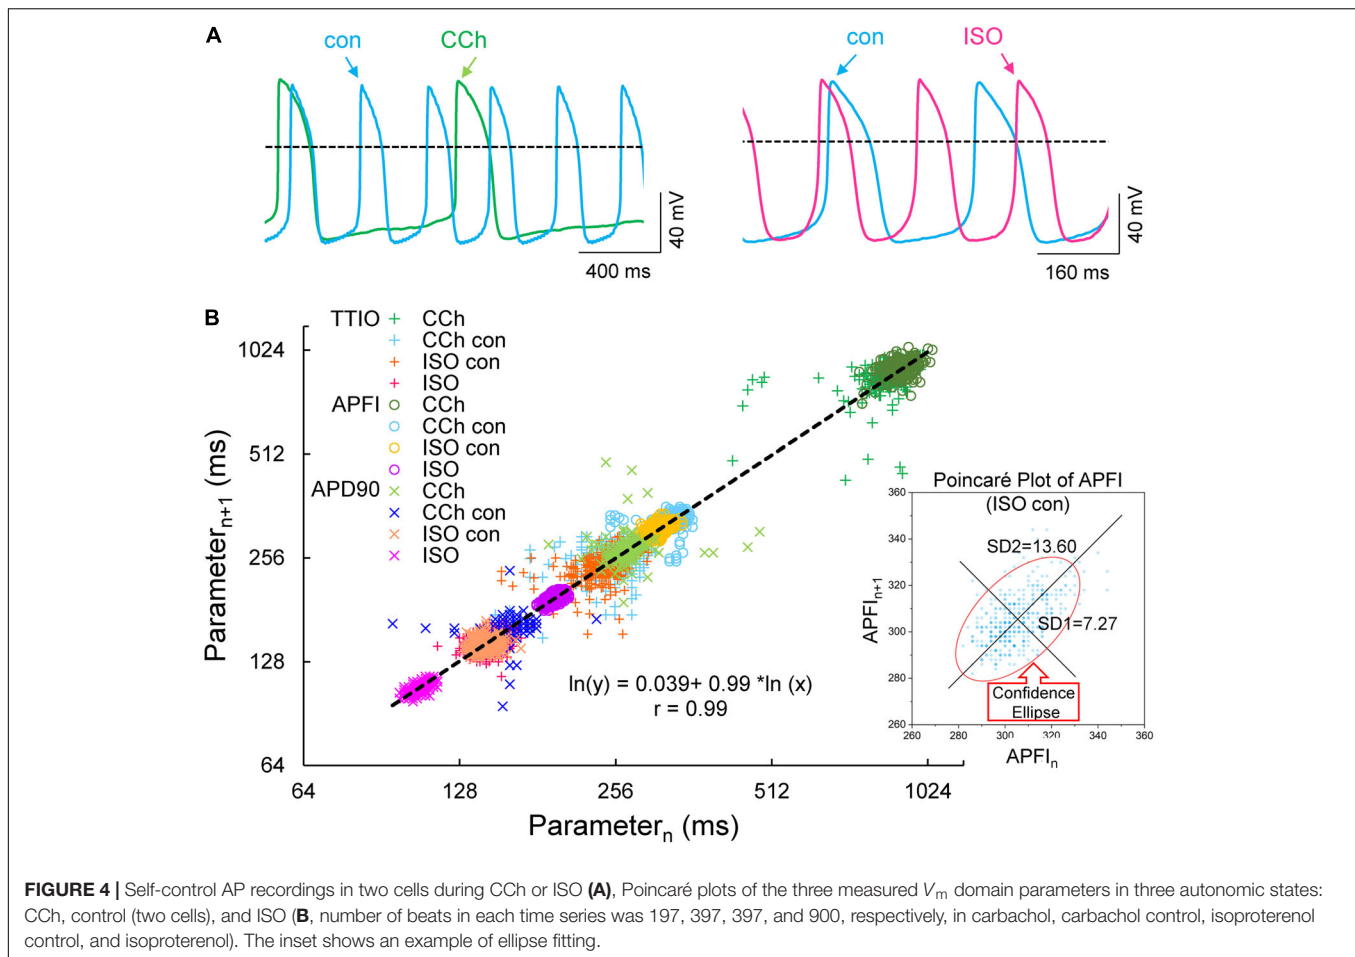 A
con
CCh
con
ISO
40 mV
400 ms
40 mV
160 ms
B
TTIO + CCh
+ CCh con
+ ISO con
+ ISO
APFI ○ CCh
○ CCh con
○ ISO con
○ ISO
APD90 × CCh
× CCh con
× ISO con
× ISO
1024
512
256
128
64
Parameter_n+1 (ms)
64 128 256 512 1024
Parameter_n (ms)
ln(y) = 0.039+ 0.99 *ln (x)
r = 0.99
Poincaré Plot of APFI
(ISO con)
360
340
320
300
280
260
APFI_n+1
SD2=13.60
SD1=7.27
Confidence
Ellipse
260 280 300 320 340 360
APFI_n
FIGURE 4 | Self-control AP recordings in two cells during CCh or ISO (A), Poincaré plots of the three measured V_m domain parameters in three autonomic states:
CCh, control (two cells), and ISO (B, number of beats in each time series was 197, 397, 397, and 900, respectively, in carbachol, carbachol control, isoproterenol
control, and isoproterenol). The inset shows an example of ellipse fitting.